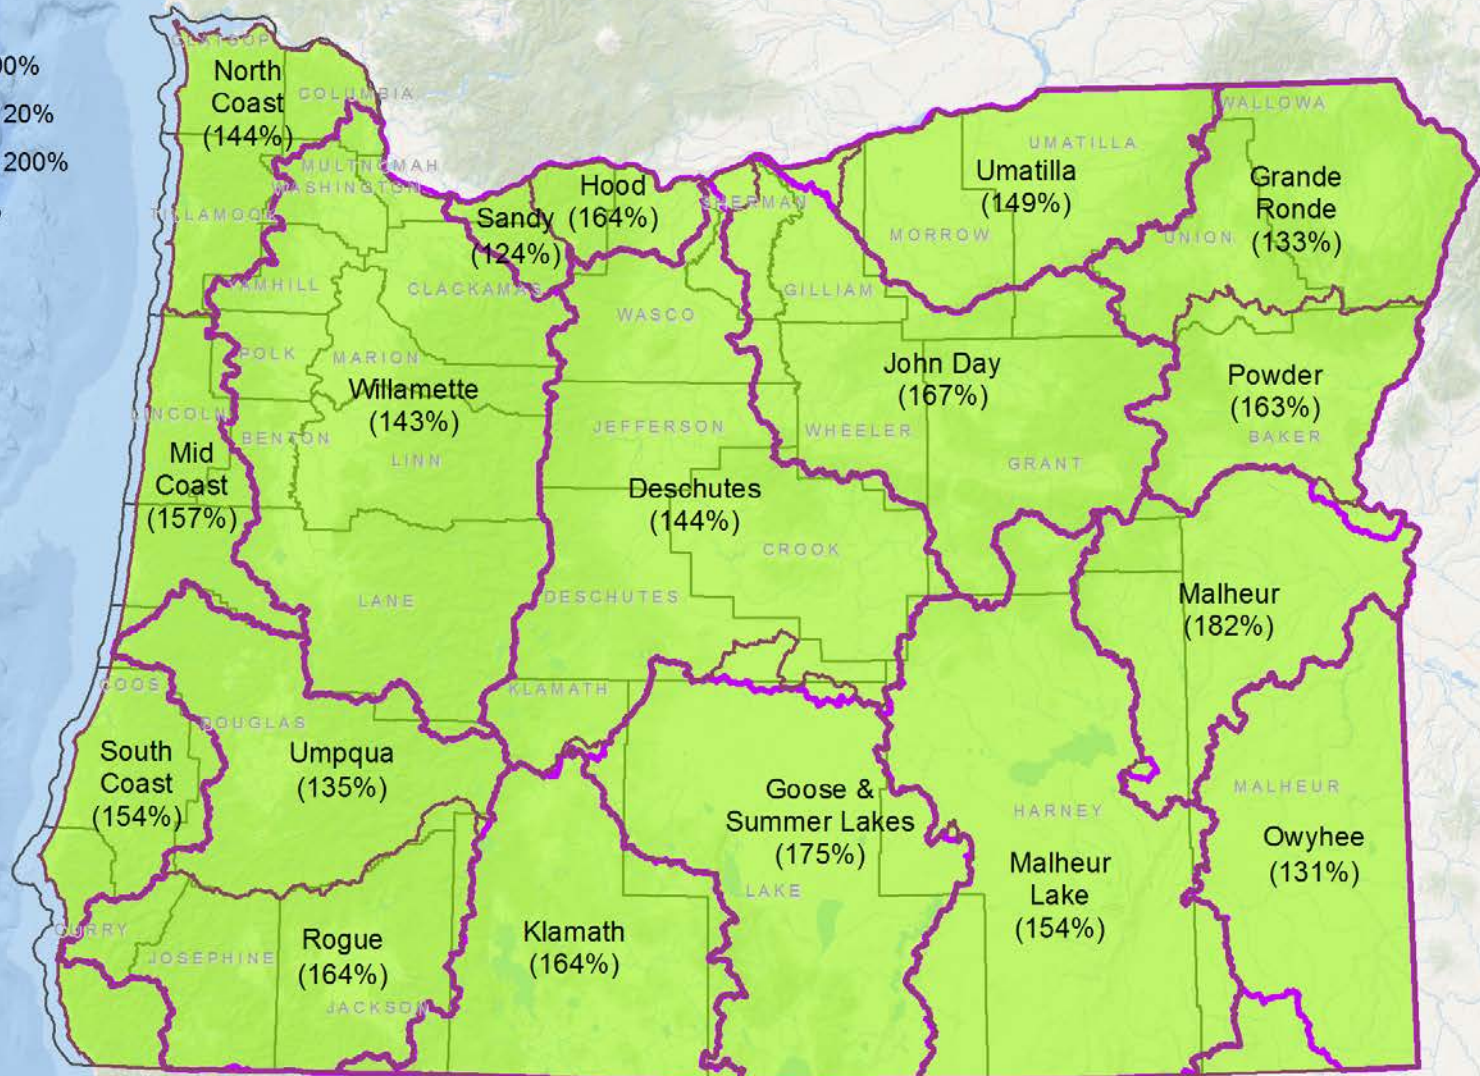 00%
20%
200%
CLATSOP
North
Coast
(144%)
COLUMBIA
MULTNOMAH
WASHINGTON
TILLAMOOK
Sandy
(124%)
Hood
(164%)
SHERMAN
UMATILLA
Umatilla
(149%)
MORROW
WALLOWA
Grande
Ronde
(133%)
UNION
YAMHILL
CLACKAMAS
WASCO
GILLIAM
POLK
MARION
Willamette
(143%)
John Day
(167%)
Powder
(163%)
BAKER
LINCOLN
BENTON
LINN
JEFFERSON
WHEELER
GRANT
Mid
Coast
(157%)
Deschutes
(144%)
CROOK
LANE
DESCHUTES
Malheur
(182%)
COOS
KLAMATH
DOUGLAS
South
Coast
(154%)
Umpqua
(135%)
Goose &
Summer Lakes
(175%)
HARNEY
MALHEUR
Owyhee
(131%)
LAKE
Malheur
Lake
(154%)
CURRY
JOSEPHINE
Rogue
(164%)
JACKSON
Klamath
(164%)